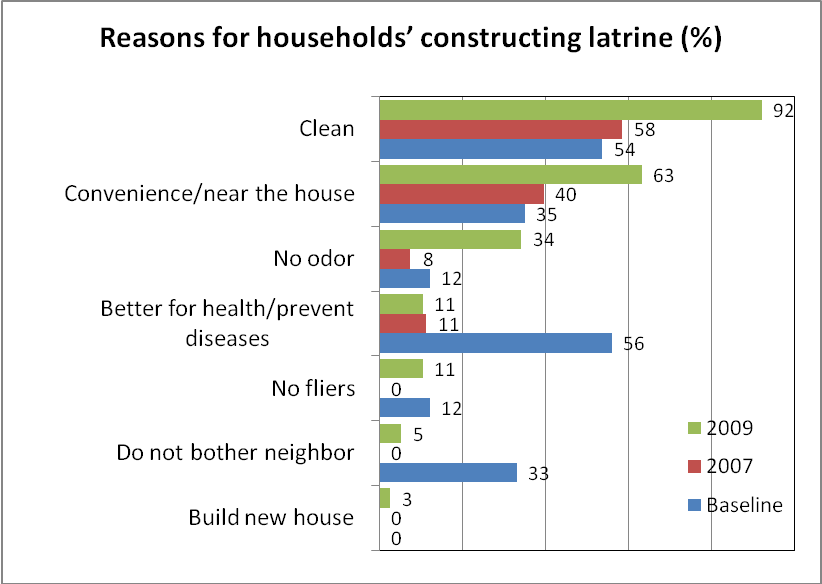 Reasons for households’ constructing latrine (%)
Clean
92
58
54
Convenience/near the house
63
40
35
No odor
34
8
12
Better for health/prevent
diseases
11
11
56
No fliers
11
0
12
Do not bother neighbor
5
0
33
Build new house
3
0
0
2009
2007
Baseline